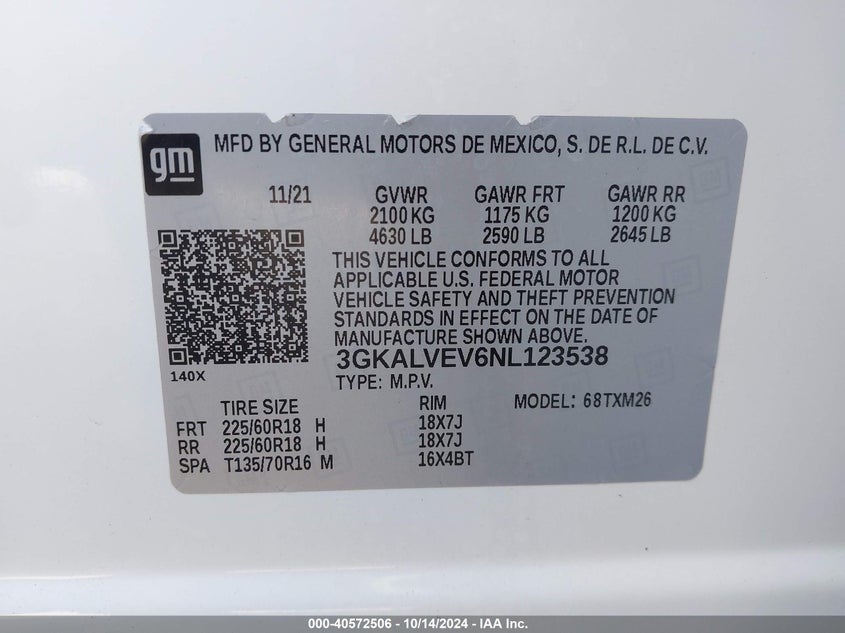 gm
MFD BY GENERAL MOTORS DE MEXICO, S. DE R.L. DE C.V.
11/21 GVWR GAWR FRT GAWR RR
2100 KG 1175 KG 1200 KG
4630 LB 2590 LB 2645 LB
THIS VEHICLE CONFORMS TO ALL
APPLICABLE U.S. FEDERAL MOTOR
VEHICLE SAFETY AND THEFT PREVENTION
STANDARDS IN EFFECT ON THE DATE OF
MANUFACTURE SHOWN ABOVE.
3GKALVEV6NL123538
140X
TYPE: M.P.V.
TIRE SIZE RIM MODEL: 68TXM26
FRT 225/60R18 H 18X7J
RR 225/60R18 H 18X7J
SPA T135/70R16 M 16X4BT
000-40572506 - 10/14/2024 - IAA Inc.